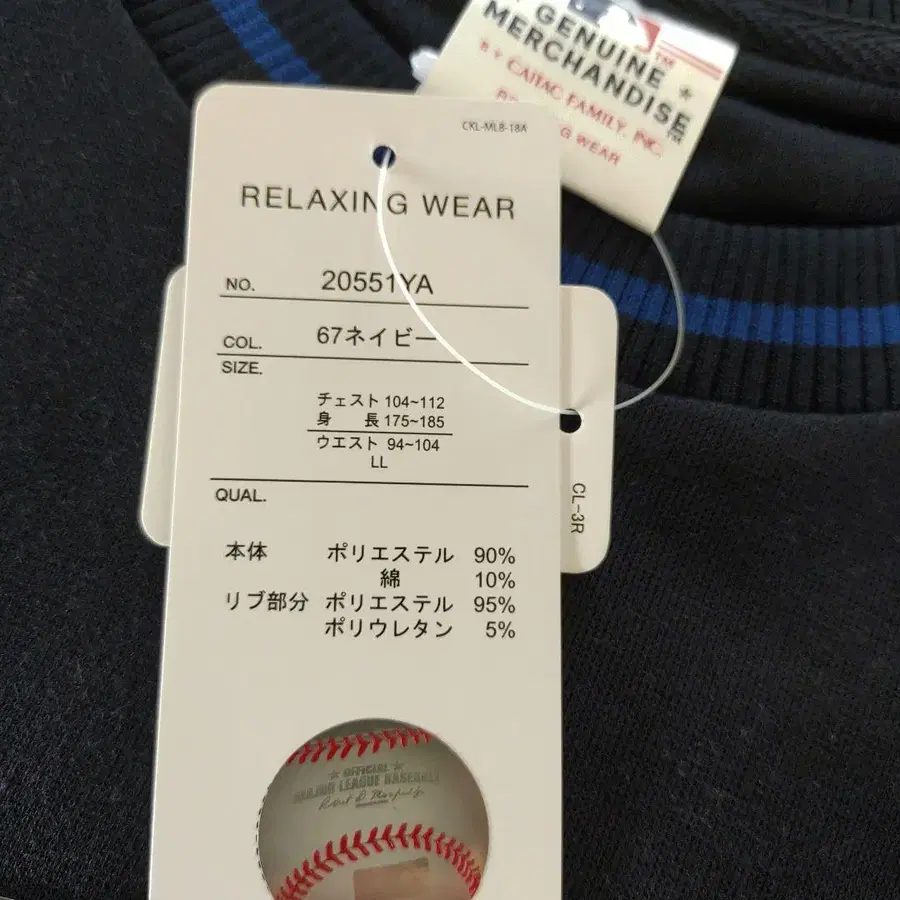 GENUINE
MERCHANDISE
BY CAITAC FAMILY, INC.
G WEAR
CKL-MLB-18A
RELAXING WEAR
NO. 20551YA
COL. 67ネイビー
SIZE.
チェスト 104~112
身 長 175~185
ウエスト 94~104
LL
QUAL.
本体 ポリエステル 90%
綿 10%
リブ部分 ポリエステル 95%
ポリウレタン 5%
CL-3R
OFFICIAL
MAJOR LEAGUE BASEBALL